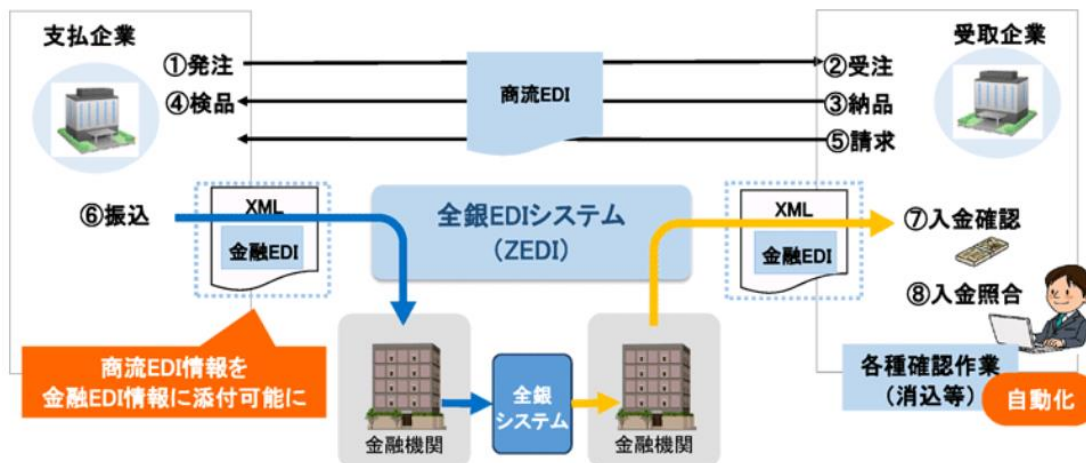 支払企業
受取企業
①発注
②受注
商流EDI
④検品
③納品
⑤請求
⑥振込
XML
金融EDI
全銀EDIシステム
（ZEDI）
XML
金融EDI
⑦入金確認
⑧入金照合
商流EDI情報を
金融EDI情報に添付可能に
金融機関
全銀
システム
金融機関
各種確認作業
（消込等）
自動化